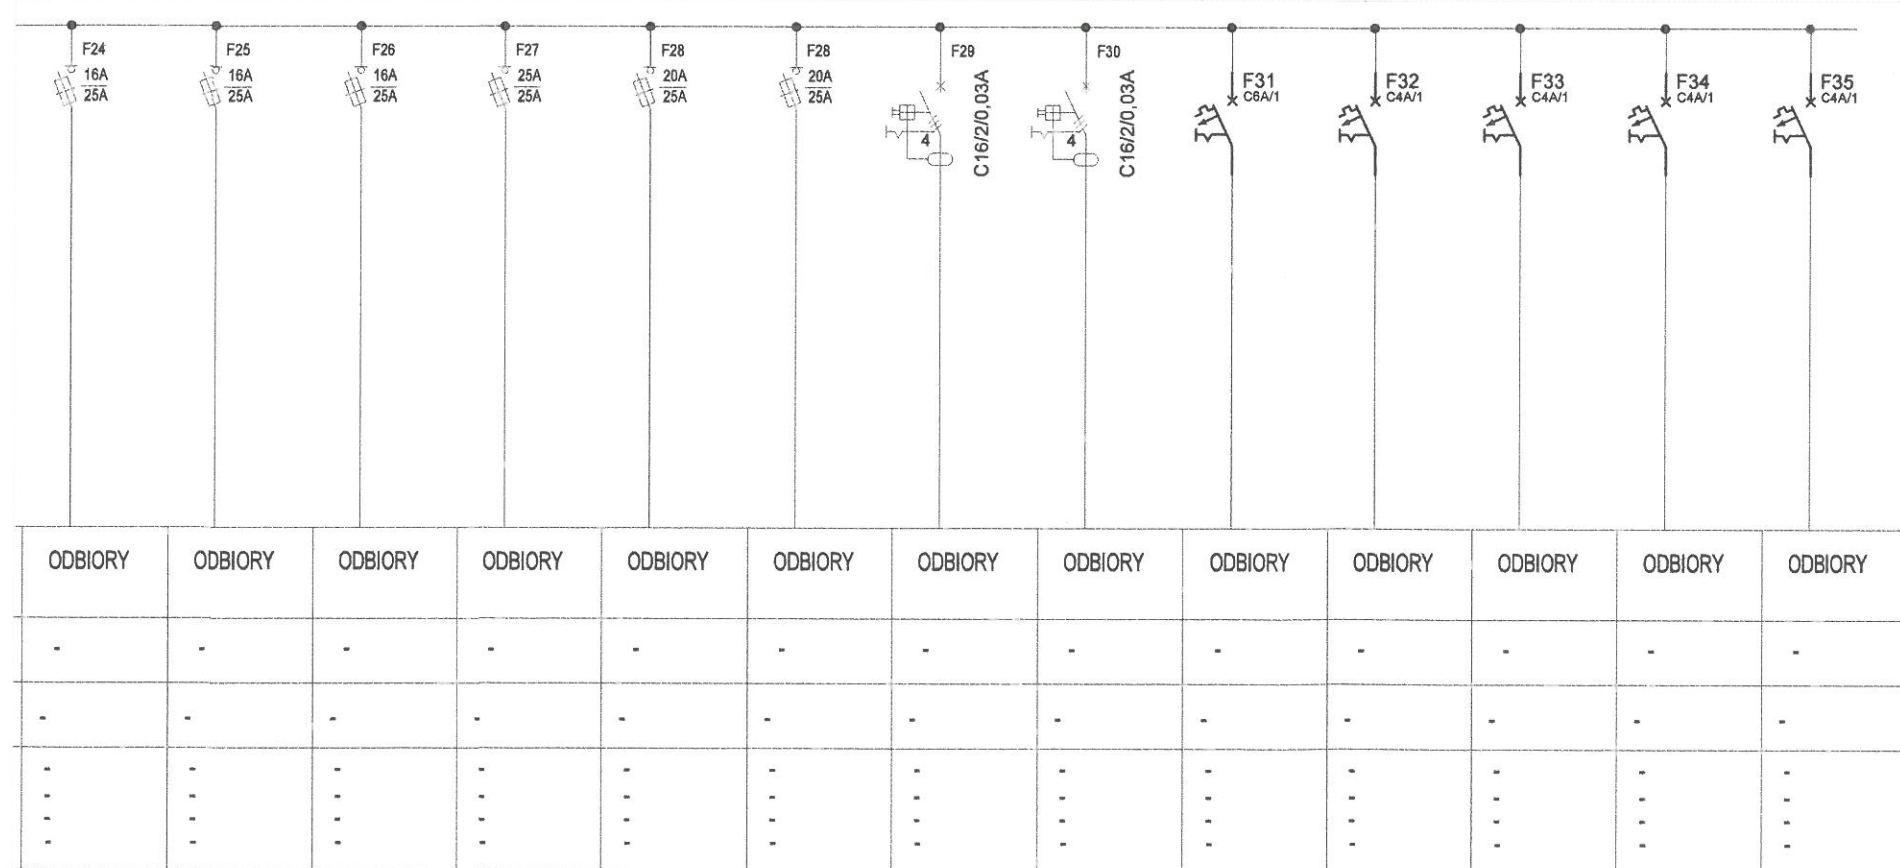 F24
16A
25A
F25
16A
25A
F26
16A
25A
F27
25A
25A
F28
20A
25A
F28
20A
25A
F29
4
C16/2/0,03A
F30
4
C16/2/0,03A
F31
C6A/1
F32
C4A/1
F33
C4A/1
F34
C4A/1
F35
C4A/1
ODBIORY ODBIORY ODBIORY ODBIORY ODBIORY ODBIORY ODBIORY ODBIORY ODBIORY ODBIORY ODBIORY ODBIORY ODBIORY
- - - - - - - - - - - - -
- - - - - - - - - - - - -
- - - - - - - - - - - - -
- - - - - - - - - - - - -
- - - - - - - - - - - - -
- - - - - - - - - - - - -